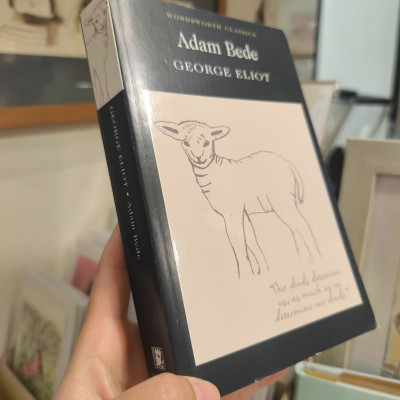 WORDSWORTH CLASSICS
Adam Bede
GEORGE ELIOT
GEORGE ELIOT • Adam Bede
"Our deeds determine
us, as much as we
determine our deeds."